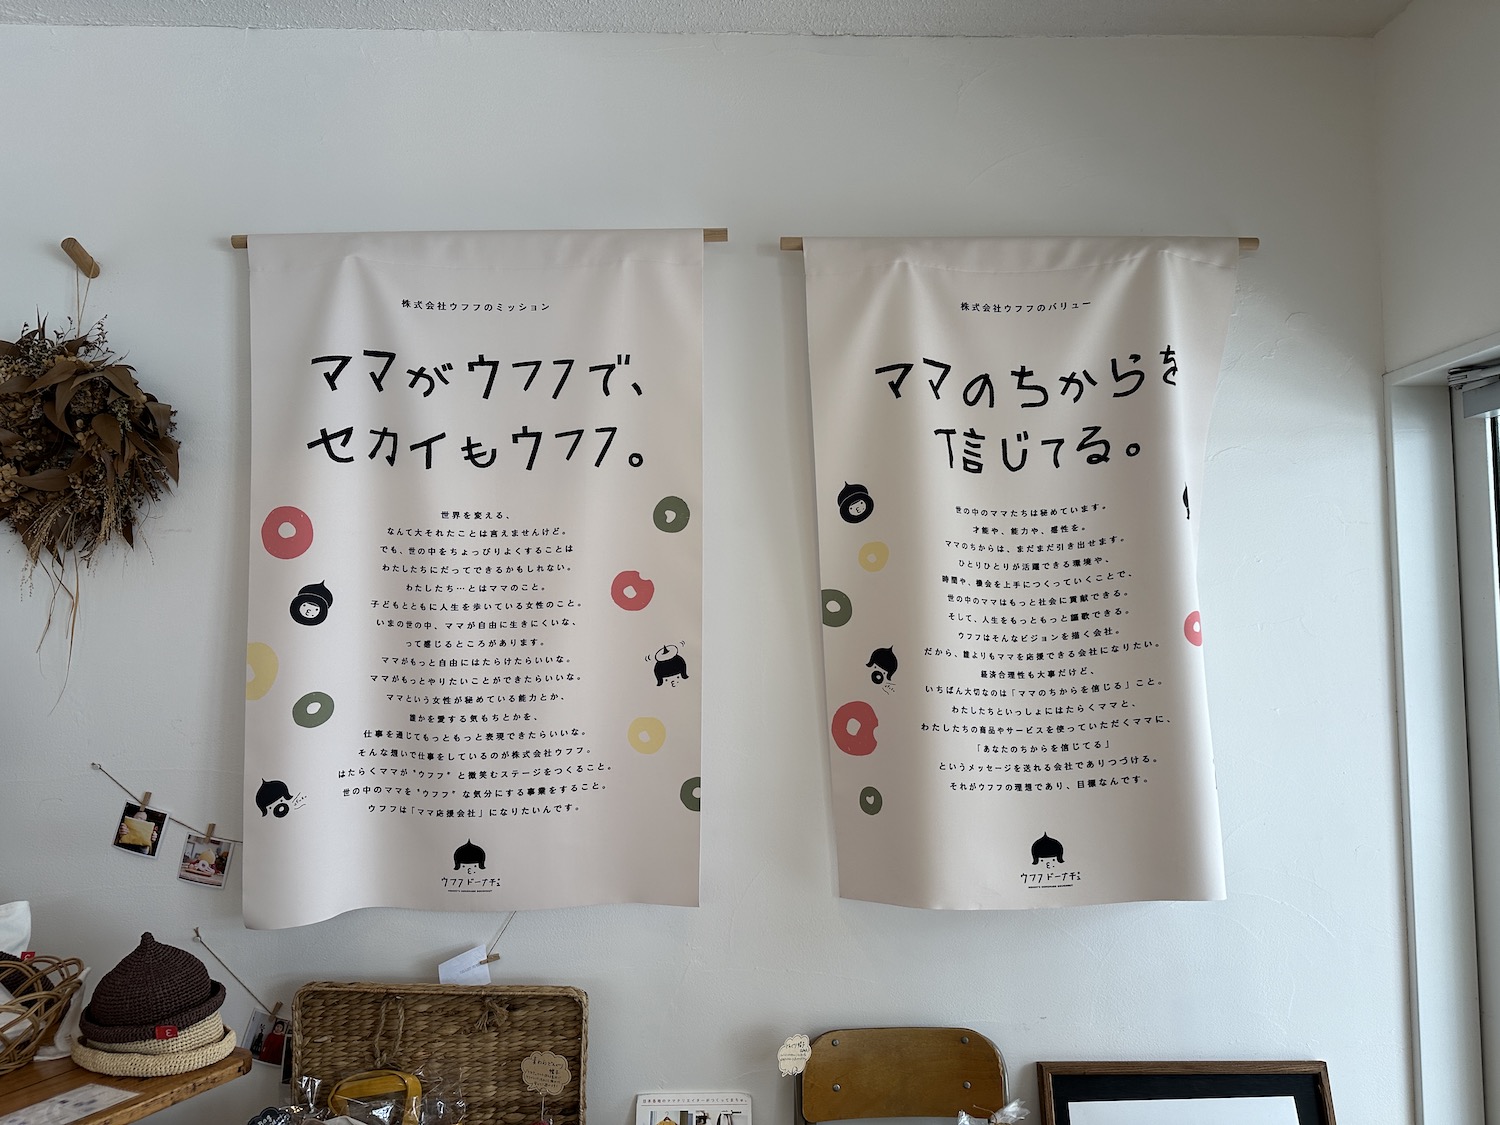 株式会社ウフフのミッション
ママがウフフで、
セカイもウフフ。
世界を変える、
なんて大それたことは言えませんけど。
でも、世の中をちょっぴりよくすることは
わたしたちにだってできるかもしれない。
わたしたち…とはママのこと。
子どもとともに人生を歩いている女性のこと。
いまの世の中、ママが自由に生きにくいな、
って感じるところがあります。
ママがもっと自由にはたらけたらいいな。
ママがもっとやりたいことができたらいいな。
ママという女性が秘めている能力とか、
誰かを愛する気もちとかを、
仕事を通じてもっともっと表現できたらいいな。
そんな想いで仕事をしているのが株式会社ウフフ。
はたらくママが“ウフフ”と微笑むステージをつくること。
世の中のママを“ウフフ”な気分にする事業をすること。
ウフフは「ママ応援会社」になりたいんです。
ウフフドーナチュ
株式会社ウフフのバリュー
ママのちからを
信じてる。
世の中のママたちは秘めています。
才能や、能力や、感性を。
ママのちからは、まだまだ引き出せます。
ひとりひとりが活躍できる環境や、
時間や、機会を上手につくっていくことで、
世の中のママはもっと社会に貢献できる。
そして、人生をもっともっと謳歌できる。
ウフフはそんなビジョンを描く会社。
だから、誰よりもママを応援できる会社になりたい。
経済合理性も大事だけど、
いちばん大切なのは「ママのちからを信じる」こと。
わたしたちといっしょにはたらくママと、
わたしたちの商品やサービスを使っていただくママに、
「あなたのちからを信じてる」
というメッセージを送れる会社でありつづける。
それがウフフの理想であり、目標なんです。
ウフフドーナチュ